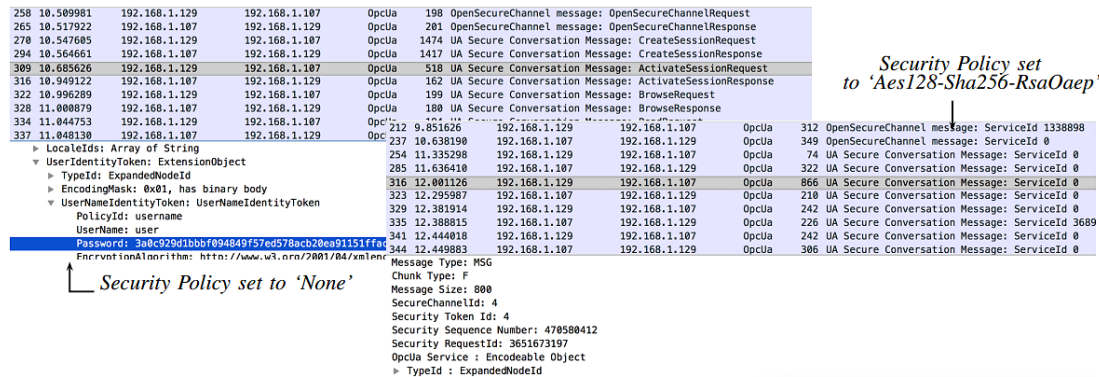 258 10.509981 192.168.1.129 192.168.1.107 OpcUa 198 OpenSecureChannel message: OpenSecureChannelRequest
265 10.517922 192.168.1.107 192.168.1.129 OpcUa 201 OpenSecureChannel message: OpenSecureChannelResponse
270 10.547605 192.168.1.129 192.168.1.107 OpcUa 1474 UA Secure Conversation Message: CreateSessionRequest
294 10.564661 192.168.1.107 192.168.1.129 OpcUa 1417 UA Secure Conversation Message: CreateSessionResponse
309 10.685626 192.168.1.129 192.168.1.107 OpcUa 518 UA Secure Conversation Message: ActivateSessionRequest
316 10.949122 192.168.1.107 192.168.1.129 OpcUa 162 UA Secure Conversation Message: ActivateSessionResponse
322 10.996289 192.168.1.129 192.168.1.107 OpcUa 199 UA Secure Conversation Message: BrowseRequest
328 11.000879 192.168.1.107 192.168.1.129 OpcUa 180 UA Secure Conversation Message: BrowseResponse
334 11.044753 192.168.1.129 192.168.1.107 OpcUa
337 11.048130 192.168.1.107 192.168.1.129 OpcUa
LocaleIds: Array of String
UserIdentityToken: ExtensionObject
TypeId: ExpandedNodeId
EncodingMask: 0x01, has binary body
UserNameIdentityToken: UserNameIdentityToken
PolicyId: username
UserName: user
Password: 3a0c929d1bbbf094849f57ed578acb20ea91151ffac
EncryptionAlgorithm: http://www.w3.org/2001/04/xmlenc
Security Policy set to ‘None’
Security Policy set
to ‘Aes128-Sha256-RsaOaep’
212 9.851626 192.168.1.129 192.168.1.107 OpcUa 312 OpenSecureChannel message: ServiceId 1338898
237 10.638190 192.168.1.107 192.168.1.129 OpcUa 349 OpenSecureChannel message: ServiceId 0
254 11.335298 192.168.1.129 192.168.1.107 OpcUa 74 UA Secure Conversation Message: ServiceId 0
285 11.636410 192.168.1.107 192.168.1.129 OpcUa 322 UA Secure Conversation Message: ServiceId 0
316 12.001126 192.168.1.129 192.168.1.107 OpcUa 866 UA Secure Conversation Message: ServiceId 0
323 12.295987 192.168.1.107 192.168.1.129 OpcUa 210 UA Secure Conversation Message: ServiceId 0
329 12.381914 192.168.1.129 192.168.1.107 OpcUa 242 UA Secure Conversation Message: ServiceId 0
335 12.388815 192.168.1.107 192.168.1.129 OpcUa 226 UA Secure Conversation Message: ServiceId 3689
341 12.444018 192.168.1.129 192.168.1.107 OpcUa 242 UA Secure Conversation Message: ServiceId 0
344 12.449883 192.168.1.107 192.168.1.129 OpcUa 306 UA Secure Conversation Message: ServiceId 0
Message Type: MSG
Chunk Type: F
Message Size: 800
SecureChannelId: 4
Security Token Id: 4
Security Sequence Number: 470580412
Security RequestId: 3651673197
OpcUa Service : Encodeable Object
TypeId : ExpandedNodeId